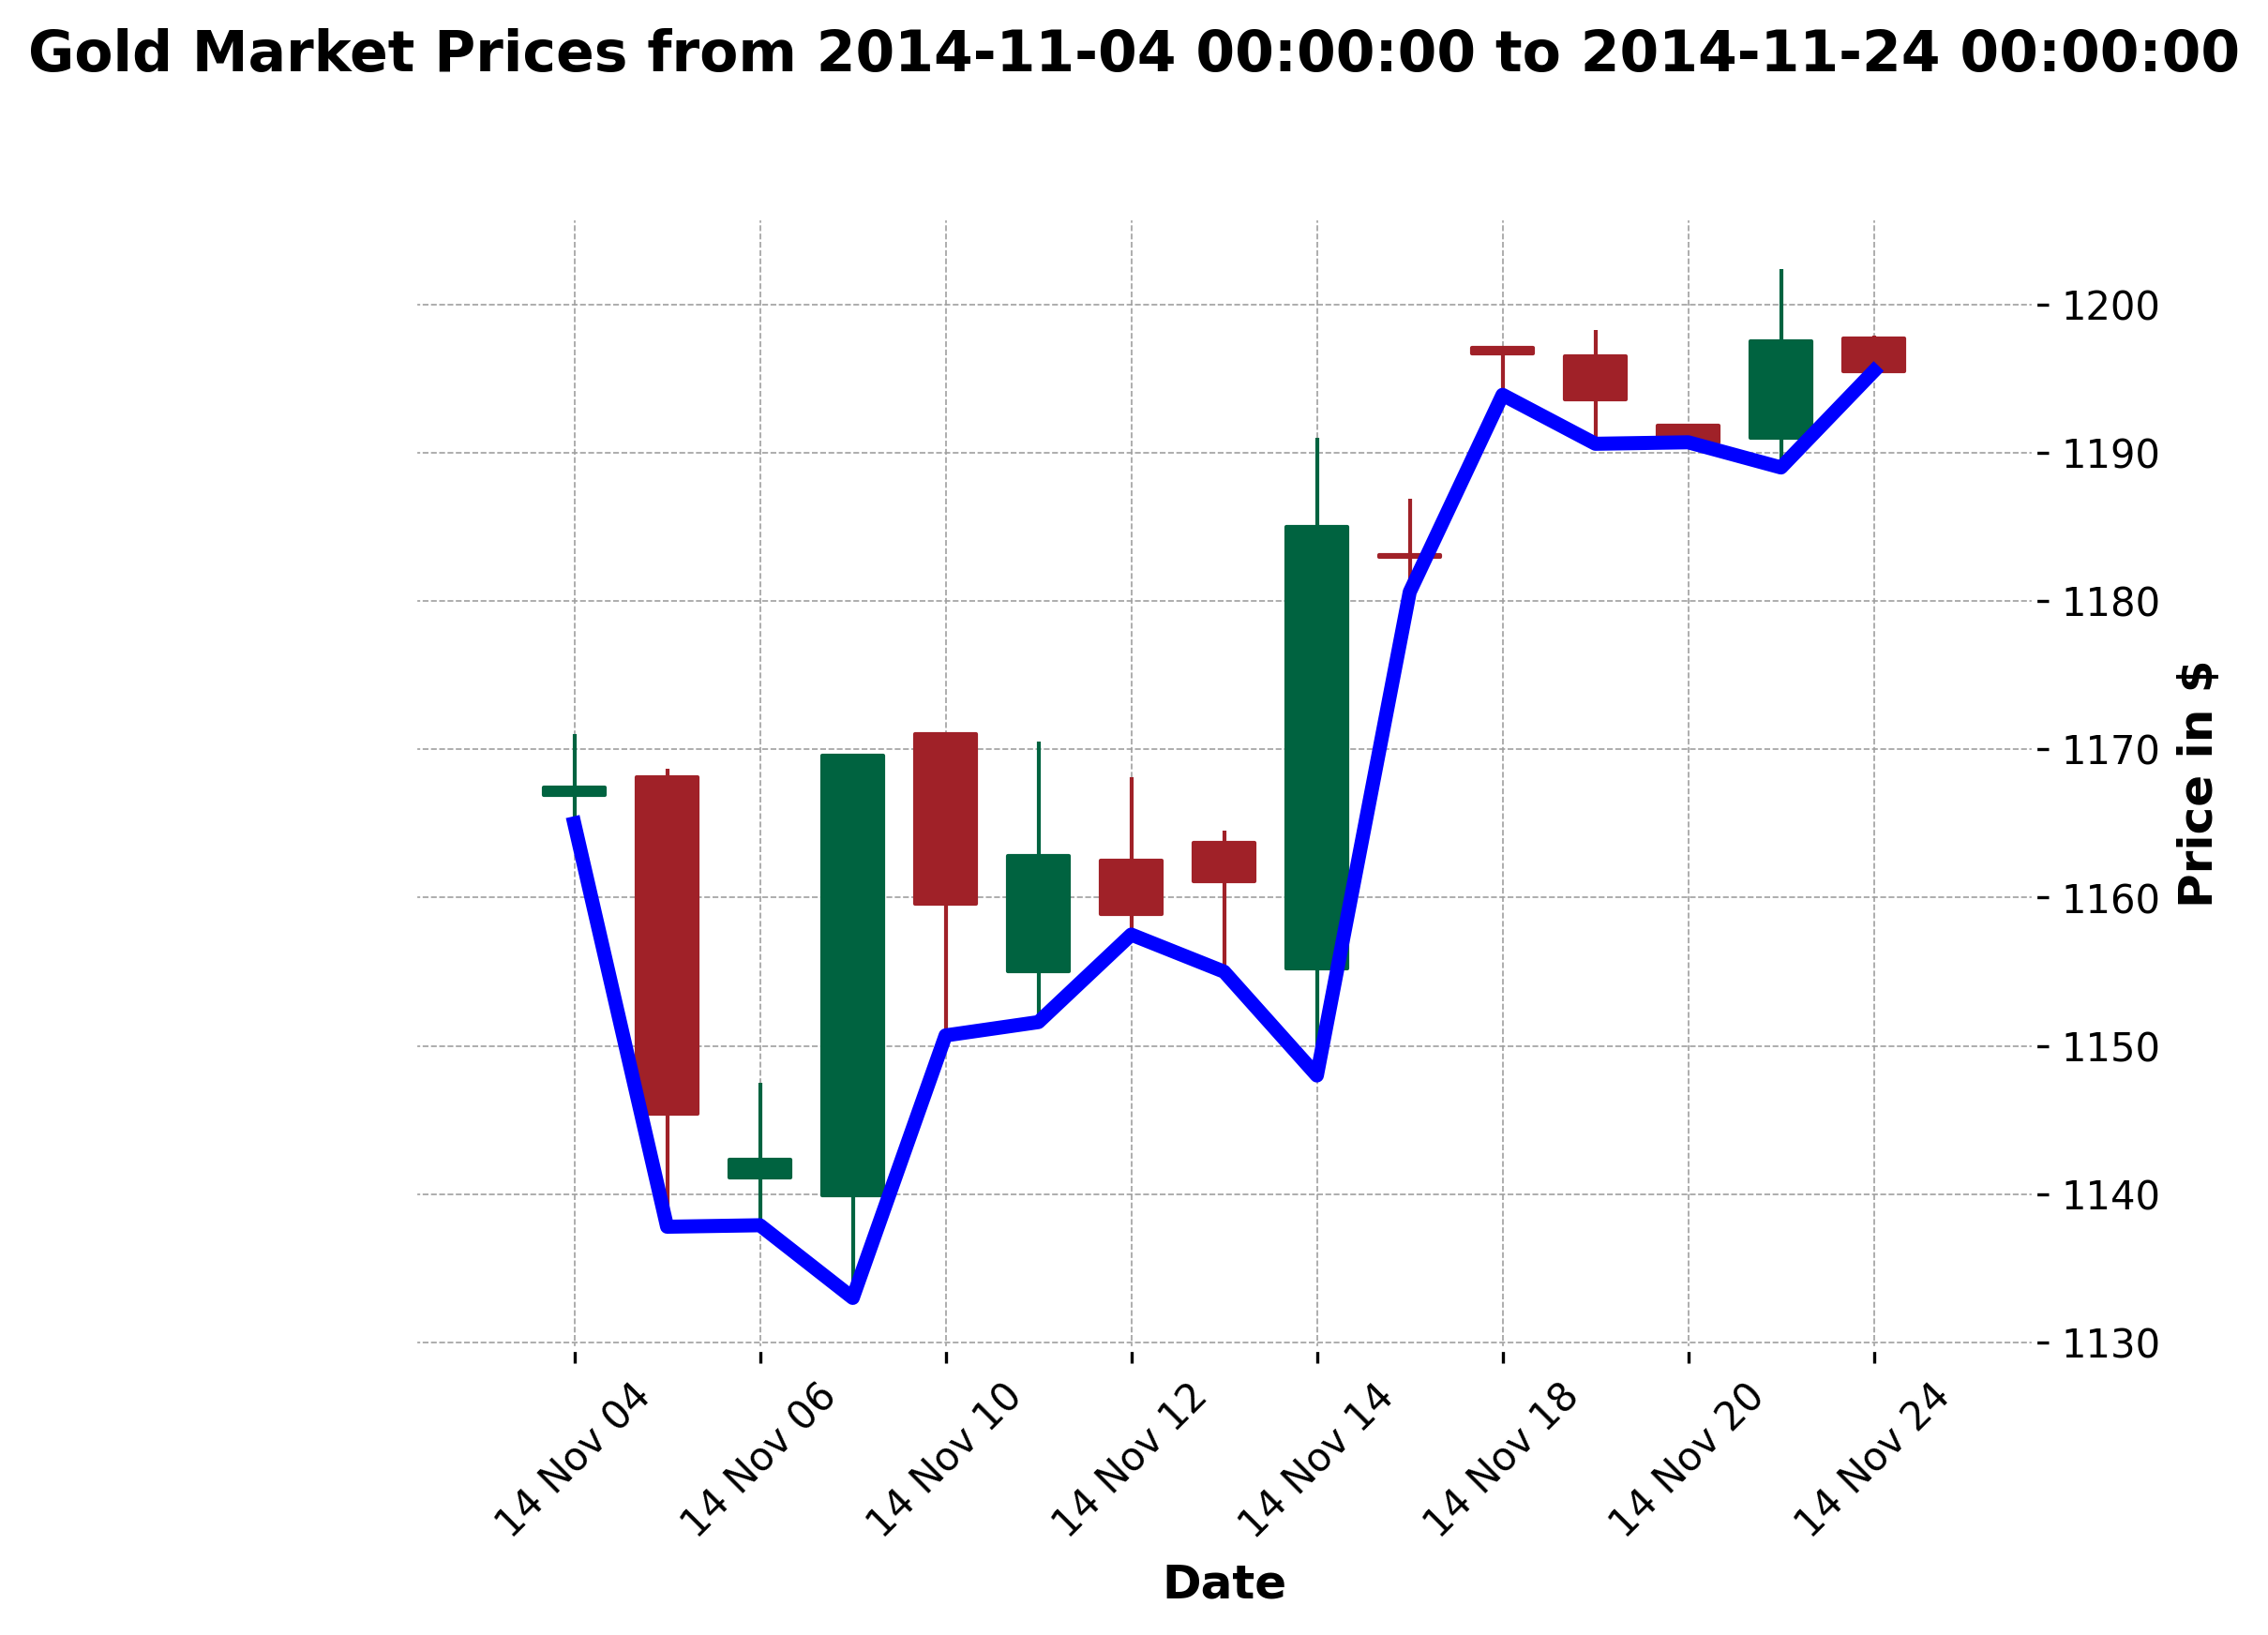 Gold Market Prices from 2014-11-04 00:00:00 to 2014-11-24 00:00:00
1200
1190
1180
1170
1160
1150
1140
1130
Price in $
14 Nov 04
14 Nov 06
14 Nov 10
14 Nov 12
14 Nov 14
14 Nov 18
14 Nov 20
14 Nov 24
Date